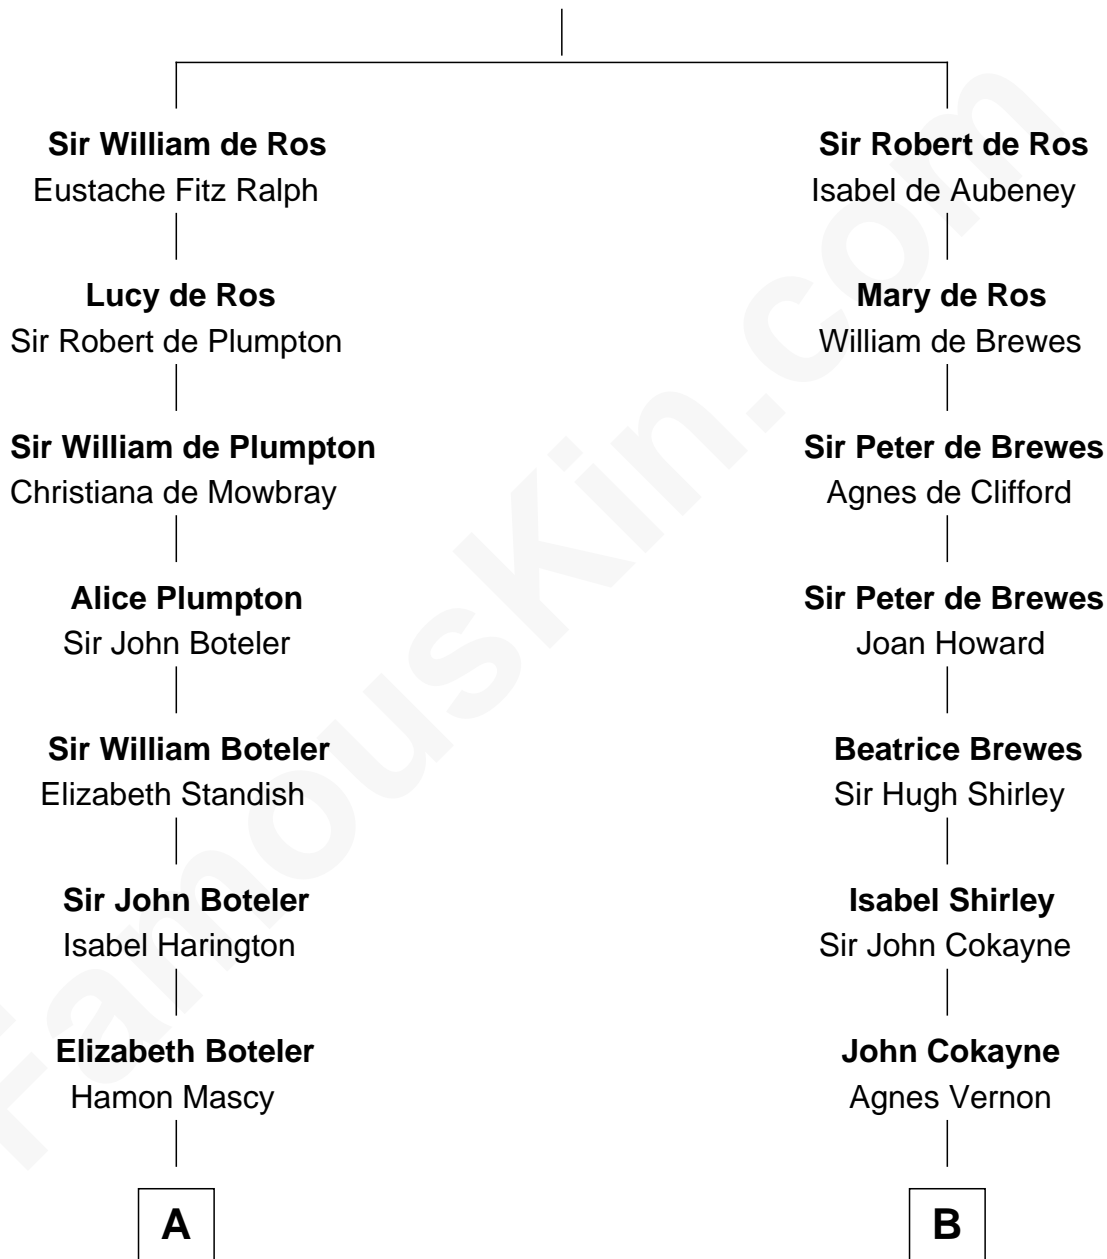 Sir William de Ros
Eustache Fitz Ralph
Lucy de Ros
Sir Robert de Plumpton
Sir William de Plumpton
Christiana de Mowbray
Alice Plumpton
Sir John Boteler
Sir William Boteler
Elizabeth Standish
Sir John Boteler
Isabel Harington
Elizabeth Boteler
Hamon Mascy
A
Sir Robert de Ros
Isabel de Aubeney
Mary de Ros
William de Brewes
Sir Peter de Brewes
Agnes de Clifford
Sir Peter de Brewes
Joan Howard
Beatrice Brewes
Sir Hugh Shirley
Isabel Shirley
Sir John Cokayne
John Cokayne
Agnes Vernon
B
FamousKin.com